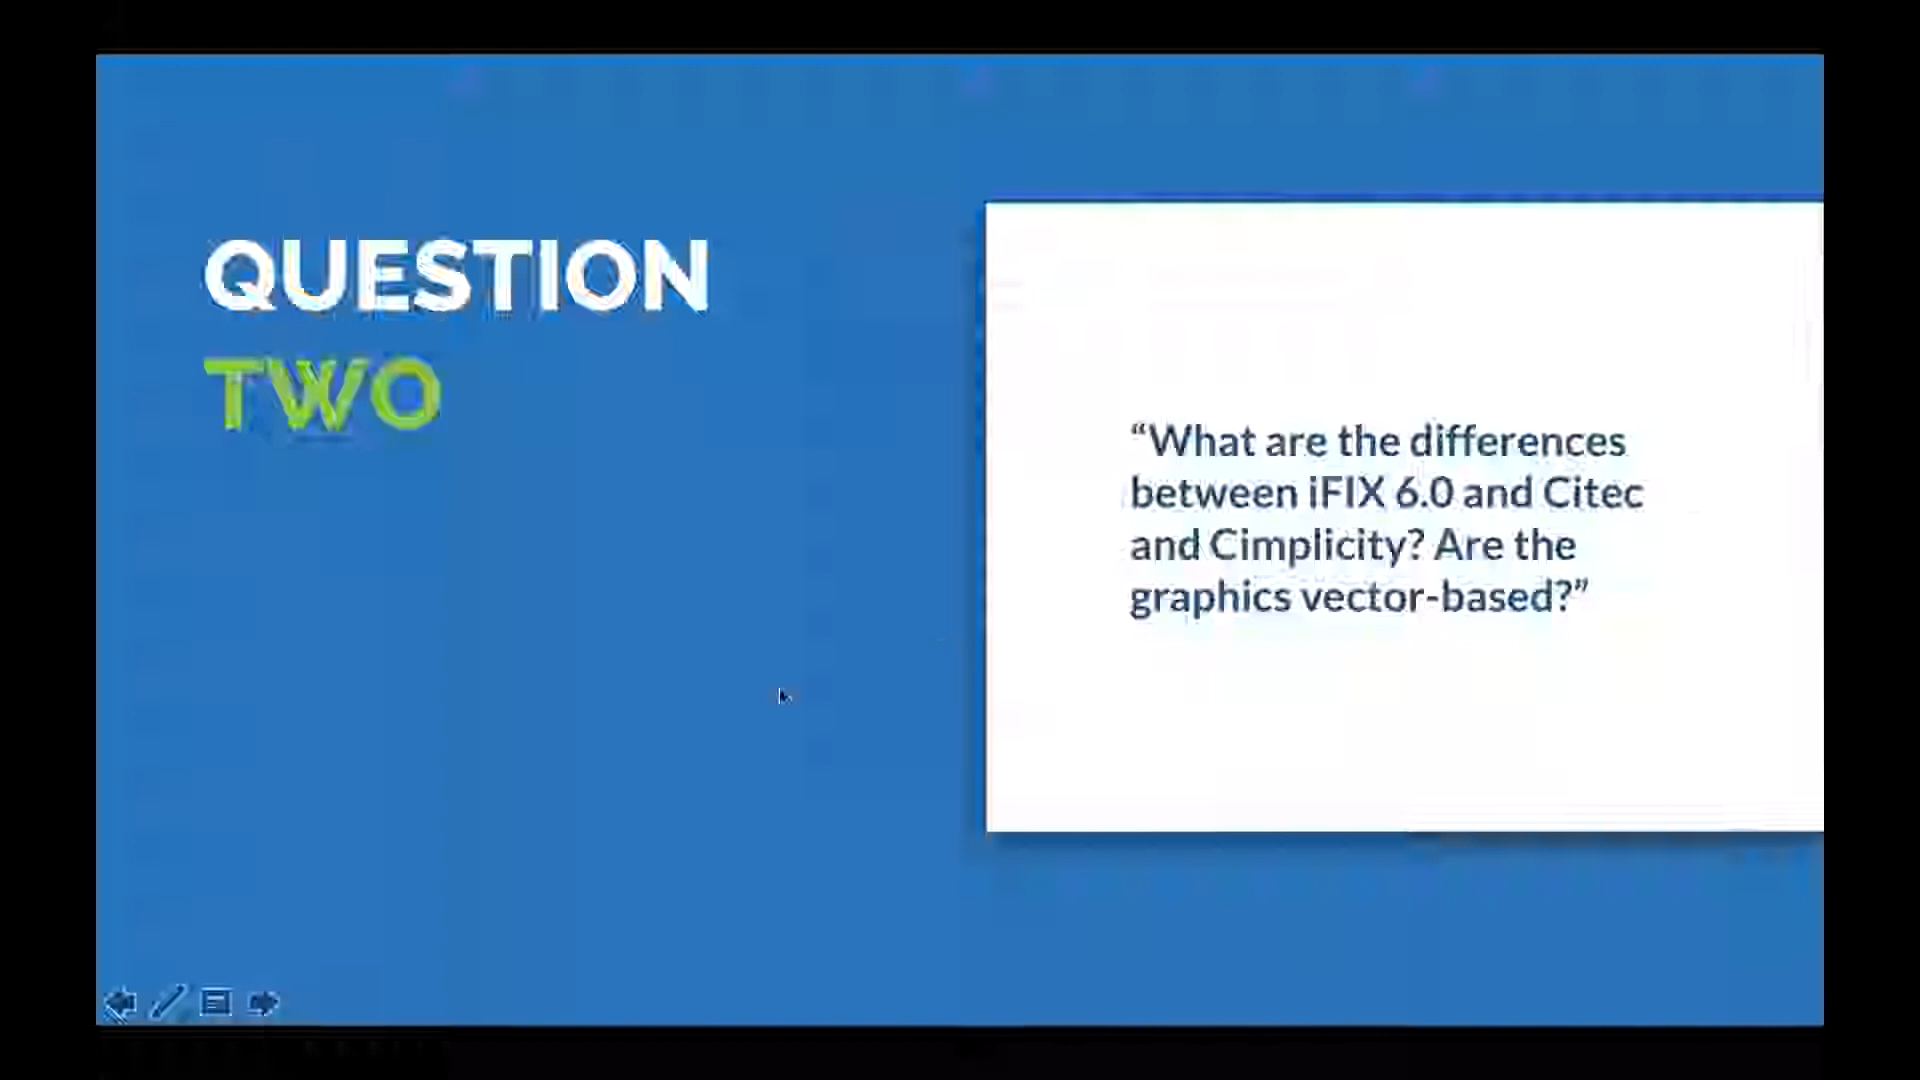 QUESTION
TWO
“What are the differences
between iFIX 6.0 and Citec
and Cimplicity? Are the
graphics vector-based?”